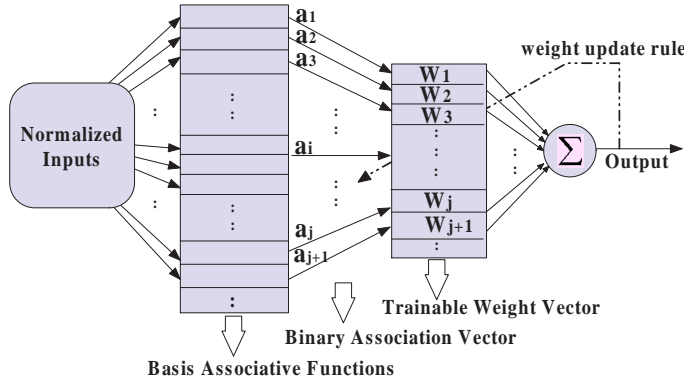 a1
a2
a3
weight update rule
W1
W2
W3
Normalized
Inputs
ai
Σ
Output
aj
aj+1
Wj
Wj+1
Trainable Weight Vector
Binary Association Vector
Basis Associative Functions